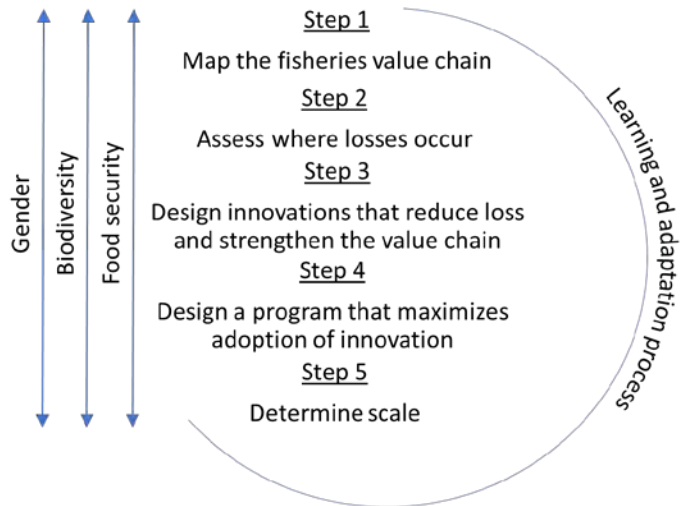 Step 1
Map the fisheries value chain
Step 2
Assess where losses occur
Step 3
Design innovations that reduce loss
and strengthen the value chain
Step 4
Design a program that maximizes
adoption of innovation
Step 5
Determine scale
Gender
Biodiversity
Food security
Learning and adaptation process